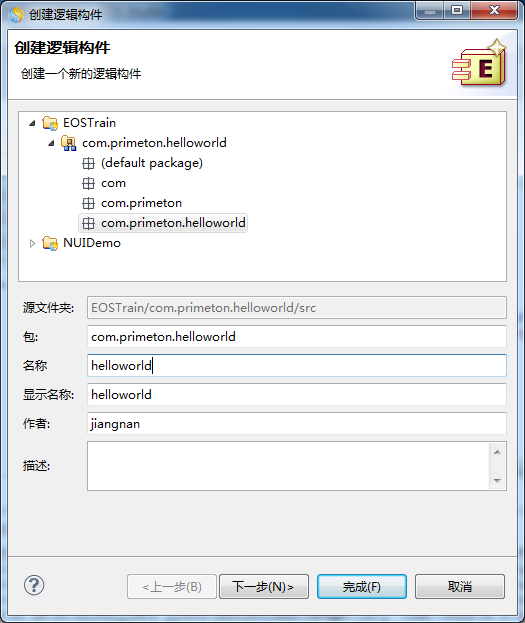 创建逻辑构件
创建逻辑构件
创建一个新的逻辑构件
E
EOSTrain
com.primeton.helloworld
(default package)
com
com.primeton
com.primeton.helloworld
NUIDemo
源文件夹: EOSTrain/com.primeton.helloworld/src
包: com.primeton.helloworld
名称 helloworld
显示名称: helloworld
作者: jiangnan
描述:
? <上一步(B) 下一步(N)> 完成(F) 取消